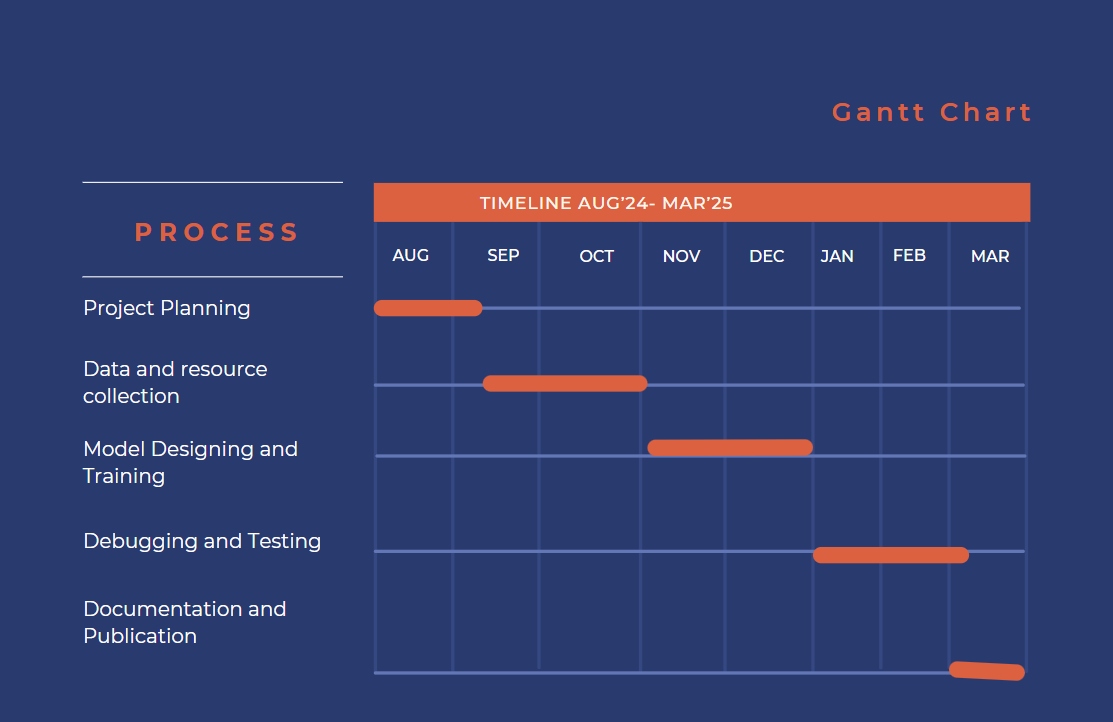 Gantt Chart
PROCESS
TIMELINE AUG’24- MAR’25
AUG SEP OCT NOV DEC JAN FEB MAR
Project Planning
Data and resource
collection
Model Designing and
Training
Debugging and Testing
Documentation and
Publication